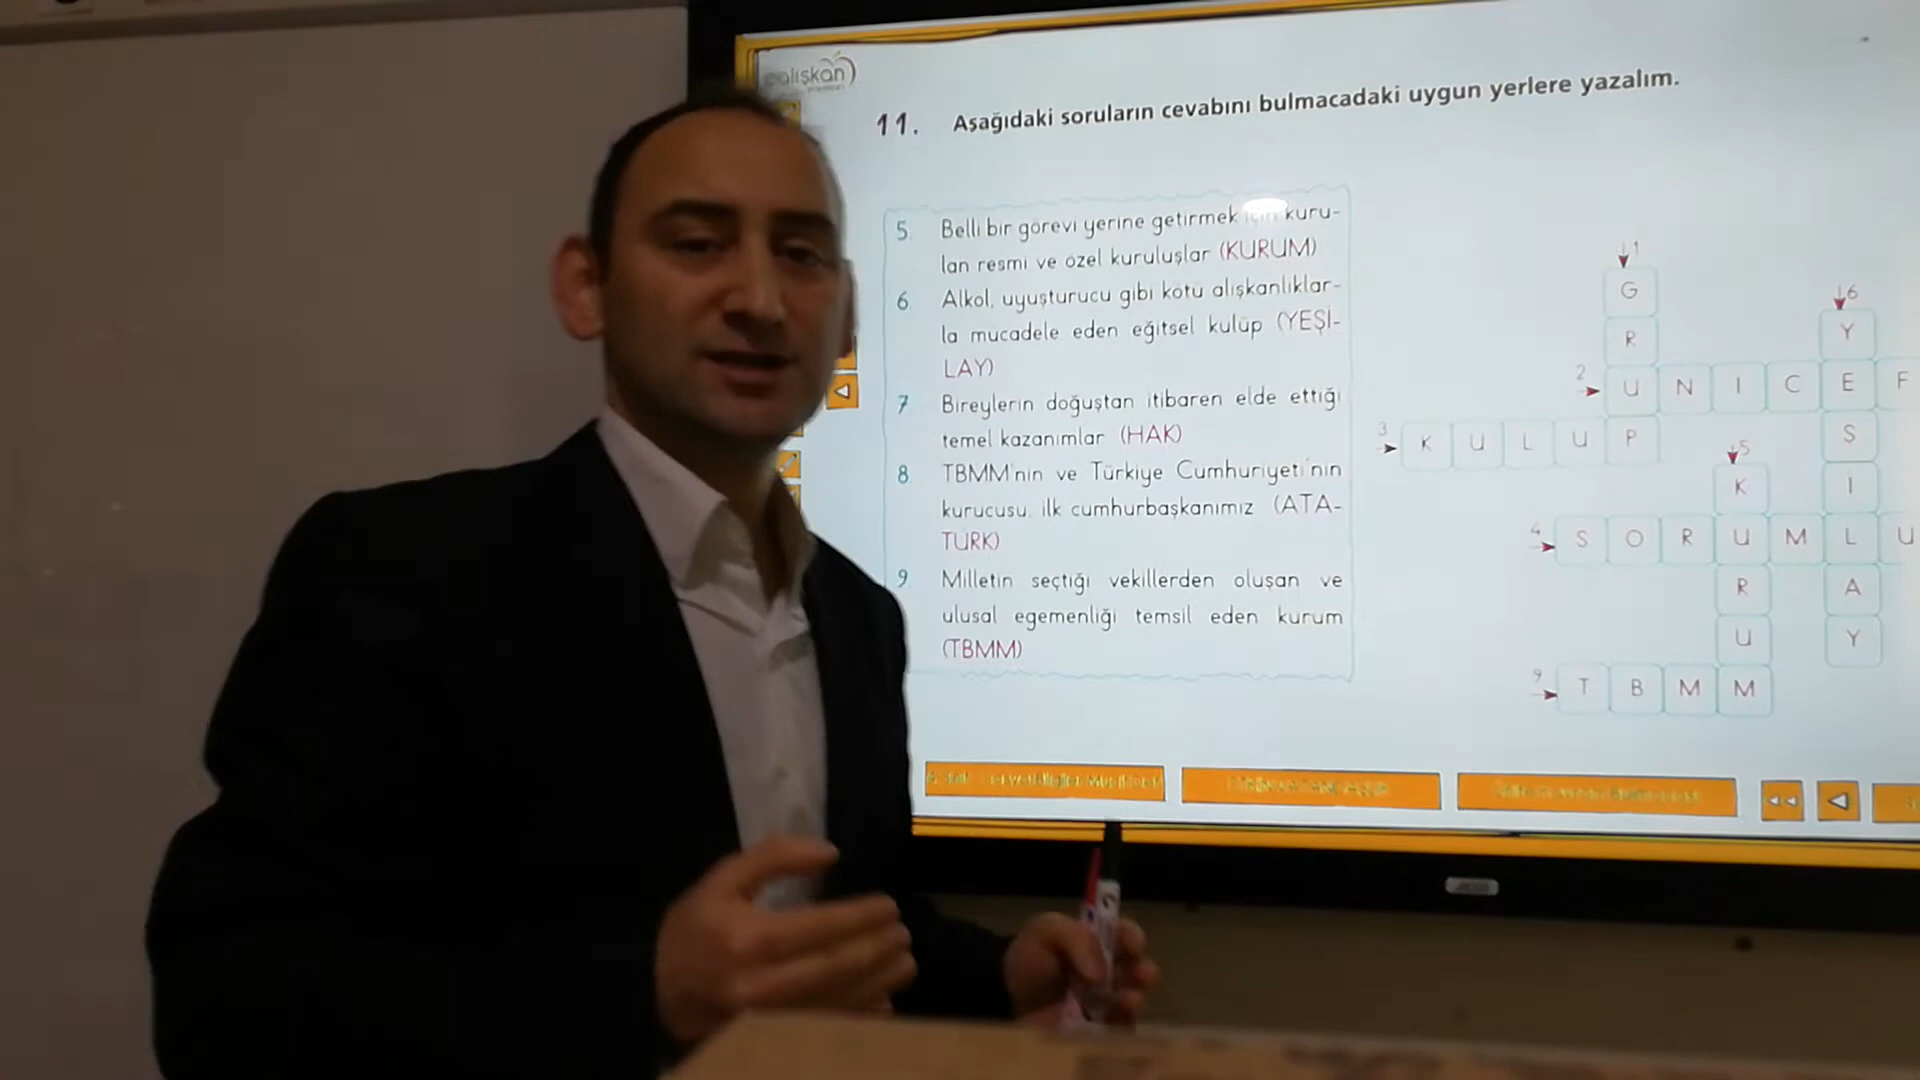 çalışkan
11. Aşağıdaki soruların cevabını bulmacadaki uygun yerlere yazalım.
5. Belli bir görevi yerine getirmek için kuru-
lan resmi ve özel kuruluşlar (KURUM)
6. Alkol, uyuşturucu gibi kötü alışkanlıklar-
la mücadele eden eğitsel kulüp (YEŞİ-
LAY)
7 Bireylerin doğuştan itibaren elde ettiği
temel kazanımlar (HAK)
8. TBMM'nin ve Türkiye Cumhuriyeti'nin
kurucusu, ilk cumhurbaşkanımız (ATA-
TÜRK)
9. Milletin seçtiği vekillerden oluşan ve
ulusal egemenliği temsil eden kurum
(TBMM)
1
G
6
R
Y
2
U N I C E F
3
K U L U P
Ş
5
K
İ
4
S O R U M L U
R
A
U
Y
9
T B M M